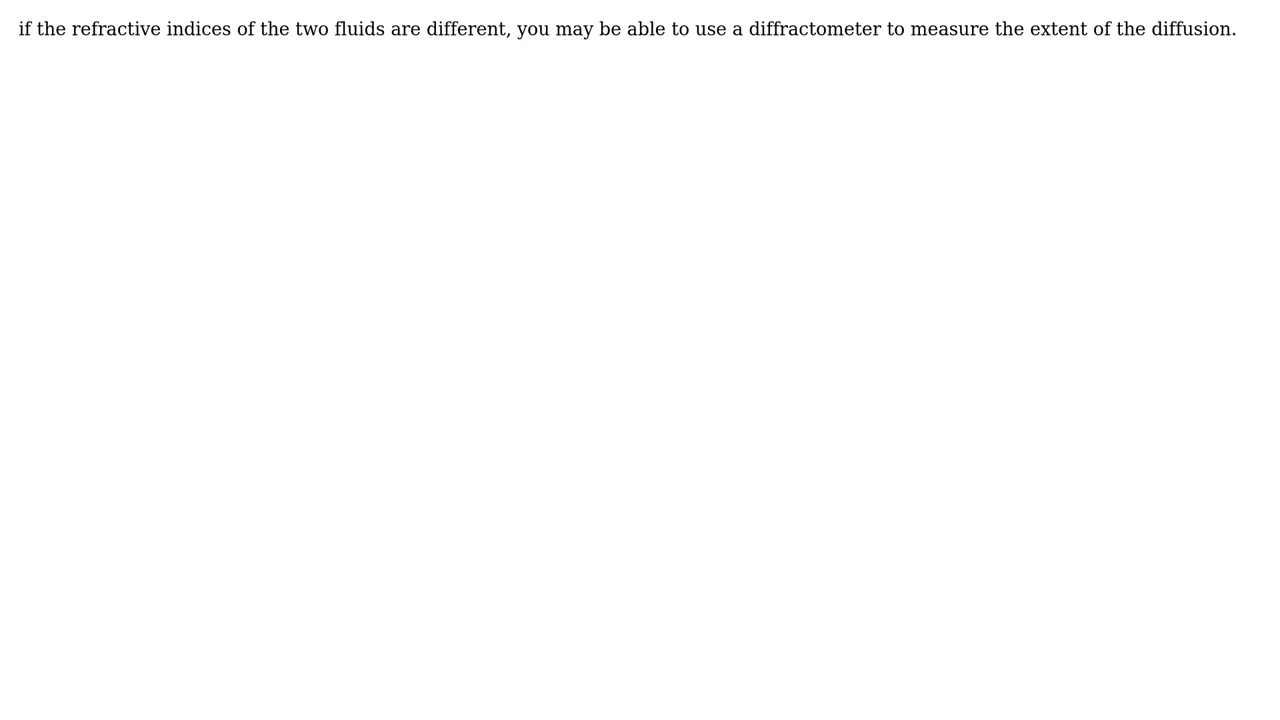 if the refractive indices of the two fluids are different, you may be able to use a diffractometer to measure the extent of the diffusion.